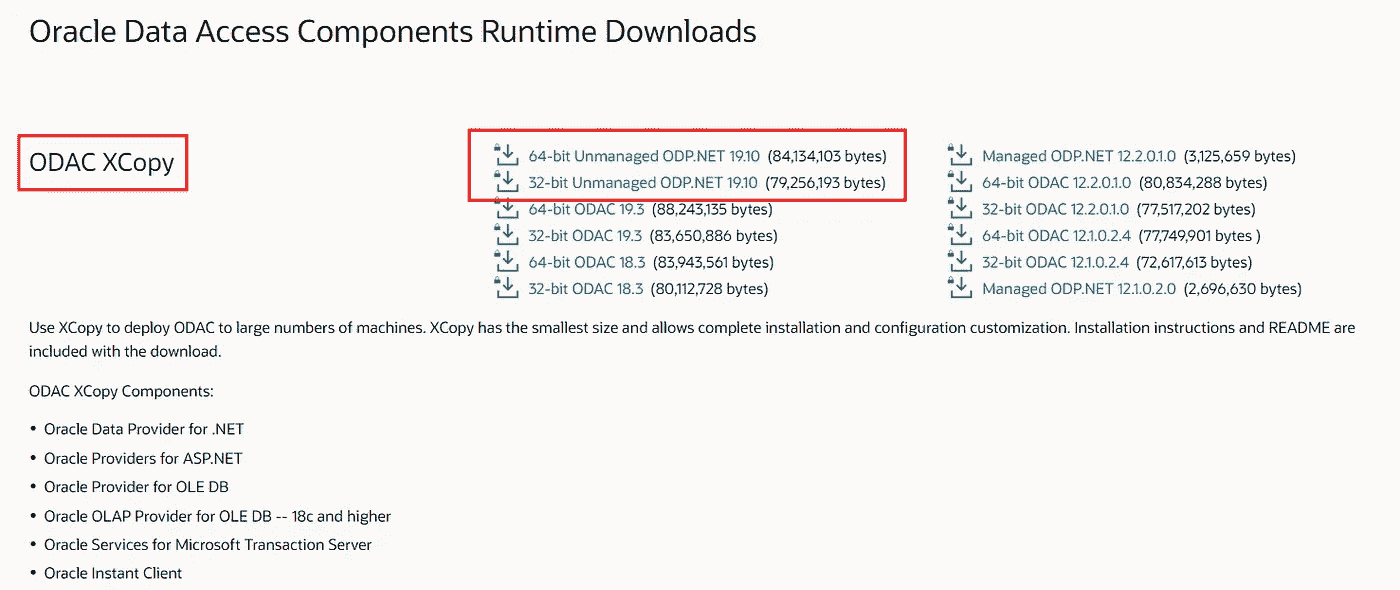 Oracle Data Access Components Runtime Downloads
ODAC XCopy
64-bit Unmanaged ODP.NET 19.10 (84,134,103 bytes)
32-bit Unmanaged ODP.NET 19.10 (79,256,193 bytes)
64-bit ODAC 19.3 (88,243,135 bytes)
32-bit ODAC 19.3 (83,650,886 bytes)
64-bit ODAC 18.3 (83,943,561 bytes)
32-bit ODAC 18.3 (80,112,728 bytes)
Managed ODP.NET 12.2.0.1.0 (3,125,659 bytes)
64-bit ODAC 12.2.0.1.0 (80,834,288 bytes)
32-bit ODAC 12.2.0.1.0 (77,517,202 bytes)
64-bit ODAC 12.1.0.2.4 (77,749,901 bytes )
32-bit ODAC 12.1.0.2.4 (72,617,613 bytes)
Managed ODP.NET 12.1.0.2.0 (2,696,630 bytes)
Use XCopy to deploy ODAC to large numbers of machines. XCopy has the smallest size and allows complete installation and configuration customization. Installation instructions and README are
included with the download.
ODAC XCopy Components:
• Oracle Data Provider for .NET
• Oracle Providers for ASP.NET
• Oracle Provider for OLE DB
• Oracle OLAP Provider for OLE DB -- 18c and higher
• Oracle Services for Microsoft Transaction Server
• Oracle Instant Client